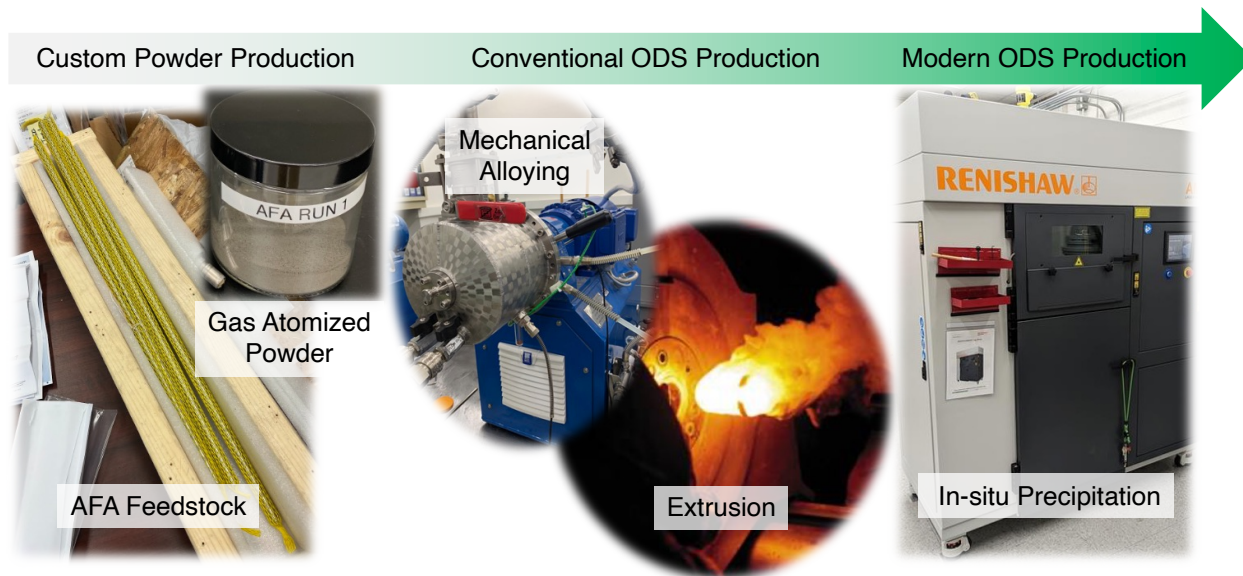 Custom Powder Production
Conventional ODS Production
Modern ODS Production
AFA RUN 1
Gas Atomized
Powder
AFA Feedstock
Mechanical
Alloying
Extrusion
RENISHAW
In-situ Precipitation